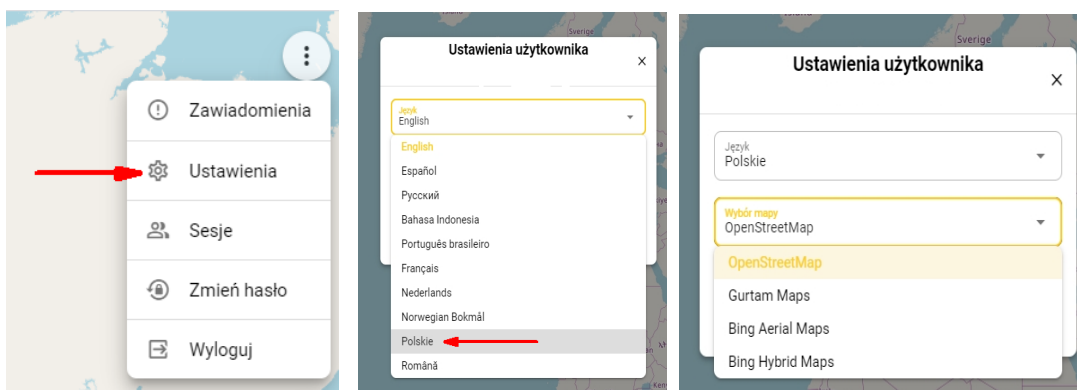 Zawiadomienia
Ustawienia
Sesje
Zmień hasło
Wyloguj
Sverige
Ustawienia użytkownika
Język
English
English
Español
Русский
Bahasa Indonesia
Português brasileiro
Français
Nederlands
Norwegian Bokmål
Polskie
Română
Sverige
Ustawienia użytkownika
Język
Polskie
Wybór mapy
OpenStreetMap
OpenStreetMap
Gurtam Maps
Bing Aerial Maps
Bing Hybrid Maps